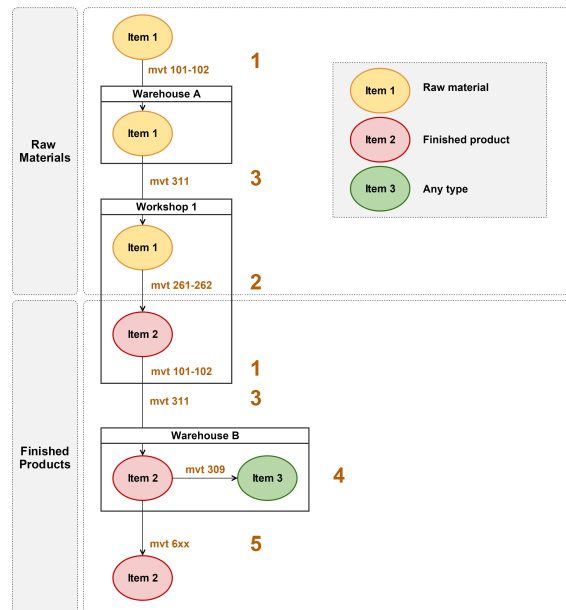 Item 1
mvt 101-102
1
Warehouse A
Item 1
Raw
Materials
mvt 311
3
Workshop 1
Item 1
mvt 261-262
2
Item 2
mvt 101-102
1
mvt 311
3
Warehouse B
Finished
Products
Item 2
mvt 309
Item 3
4
mvt 6xx
5
Item 2
Item 1
Raw material
Item 2
Finished product
Item 3
Any type